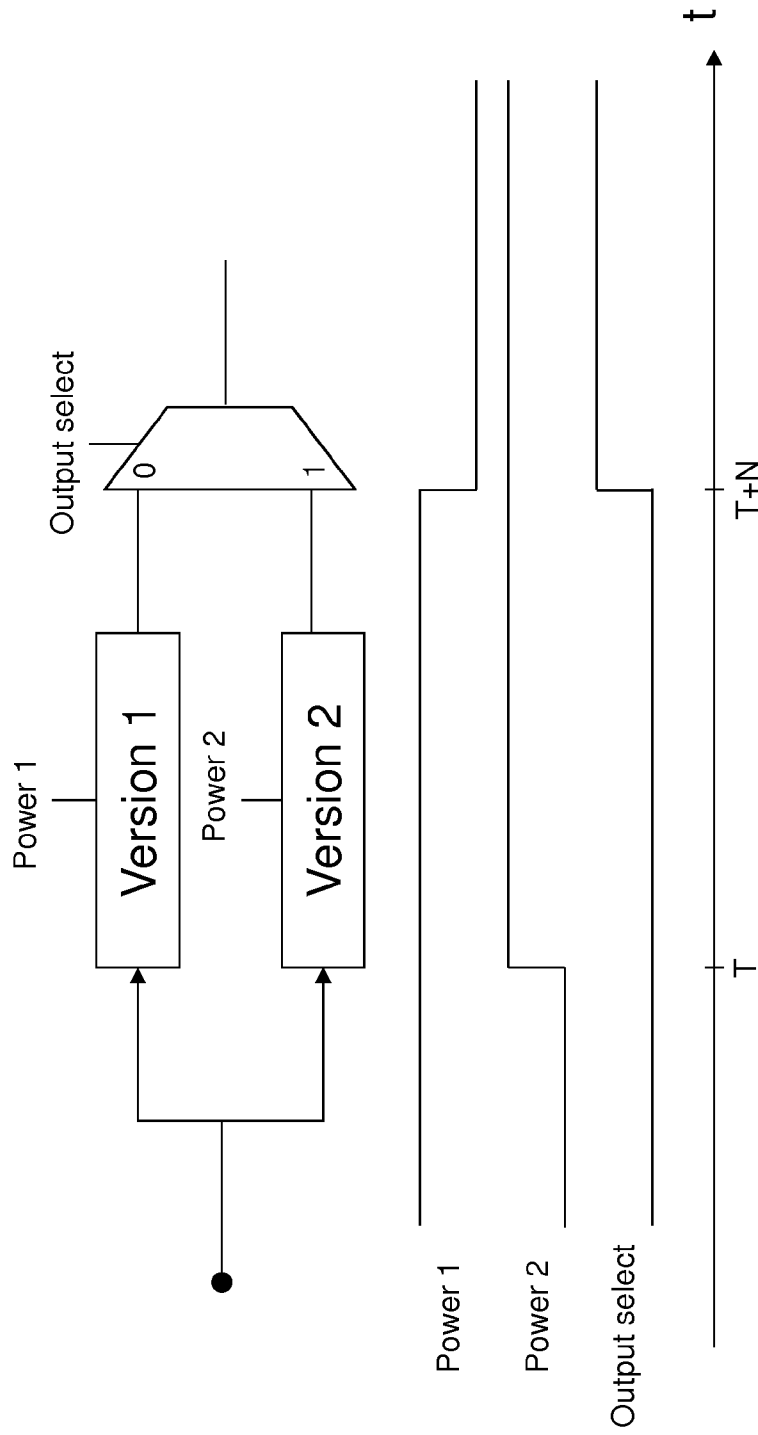 Power 1
Version 1
Power 2
Version 2
Output select
0
1
Power 1
Power 2
Output select
T
T+N
t